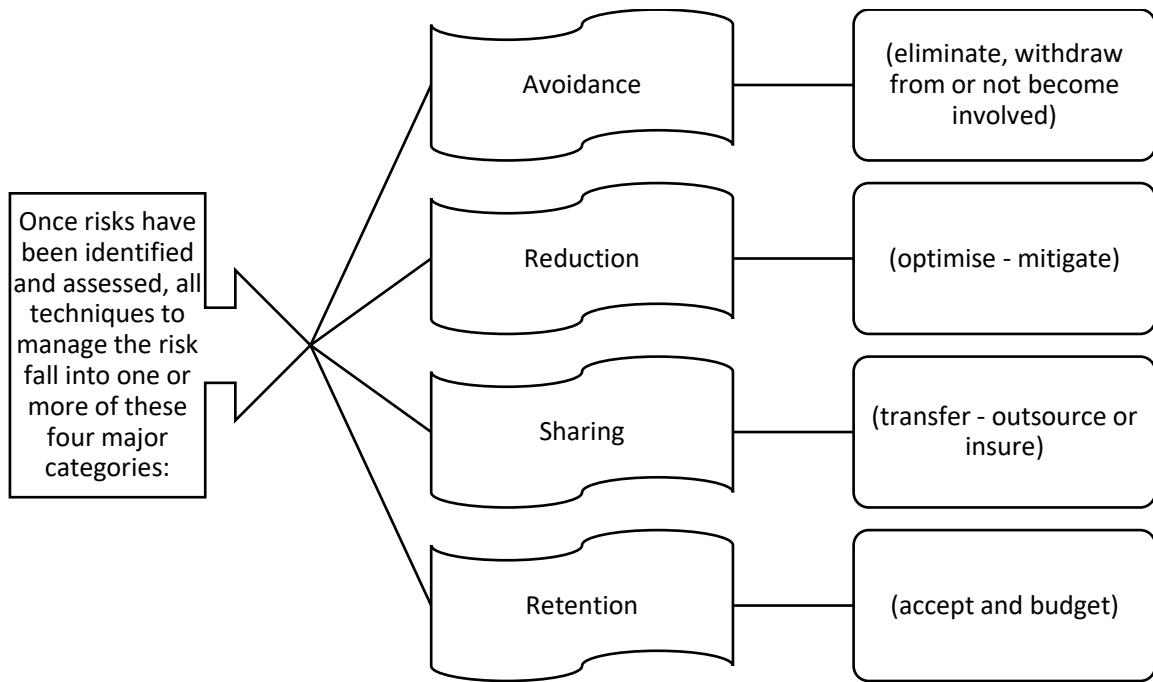 Once risks have
been identified
and assessed, all
techniques to
manage the risk
fall into one or
more of these
four major
categories:
Avoidance
(eliminate, withdraw
from or not become
involved)
Reduction
(optimise - mitigate)
Sharing
(transfer - outsource or
insure)
Retention
(accept and budget)